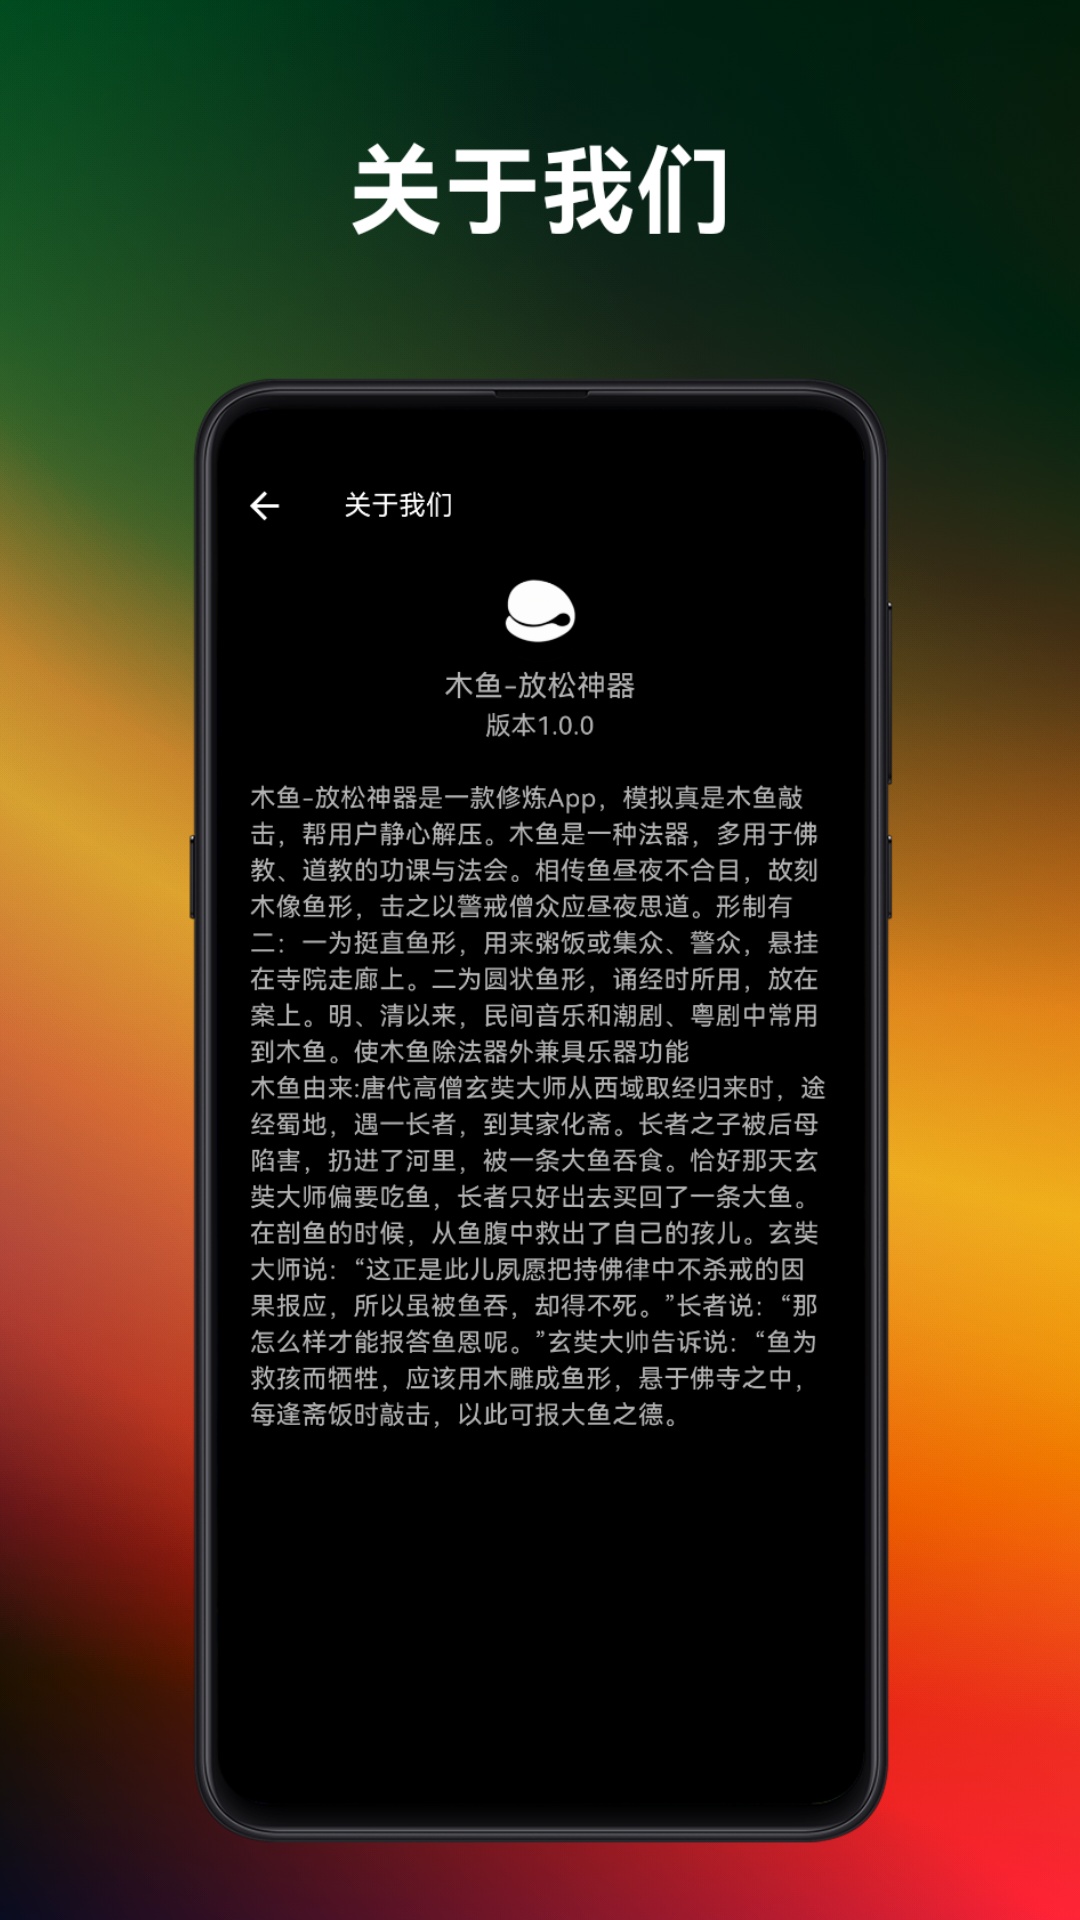 关于我们
关于我们
木鱼-放松神器
版本1.0.0
木鱼-放松神器是一款修炼App，模拟真是木鱼敲
击，帮用户静心解压。木鱼是一种法器，多用于佛
教、道教的功课与法会。相传鱼昼夜不合目，故刻
木像鱼形，击之以警戒僧众应昼夜思道。形制有
二：一为挺直鱼形，用来粥饭或集众、警众，悬挂
在寺院走廊上。二为圆状鱼形，诵经时所用，放在
案上。明、清以来，民间音乐和潮剧、粤剧中常用
到木鱼。使木鱼除法器外兼具乐器功能
木鱼由来:唐代高僧玄奘大师从西域取经归来时，途
经蜀地，遇一长者，到其家化斋。长者之子被后母
陷害，扔进了河里，被一条大鱼吞食。恰好那天玄
奘大师偏要吃鱼，长者只好出去买回了一条大鱼。
在剖鱼的时候，从鱼腹中救出了自己的孩儿。玄奘
大师说：“这正是此儿夙愿把持佛律中不杀戒的因
果报应，所以虽被鱼吞，却得不死。”长者说：“那
怎么样才能报答鱼恩呢。”玄奘大帅告诉说：“鱼为
救孩而牺牲，应该用木雕成鱼形，悬于佛寺之中，
每逢斋饭时敲击，以此可报大鱼之德。